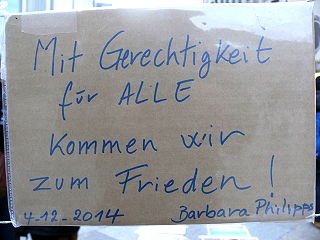 Mit Gerechtigkeit
für ALLE
kommen wir
zum Frieden!
4-12-2014 Barbara Philipps